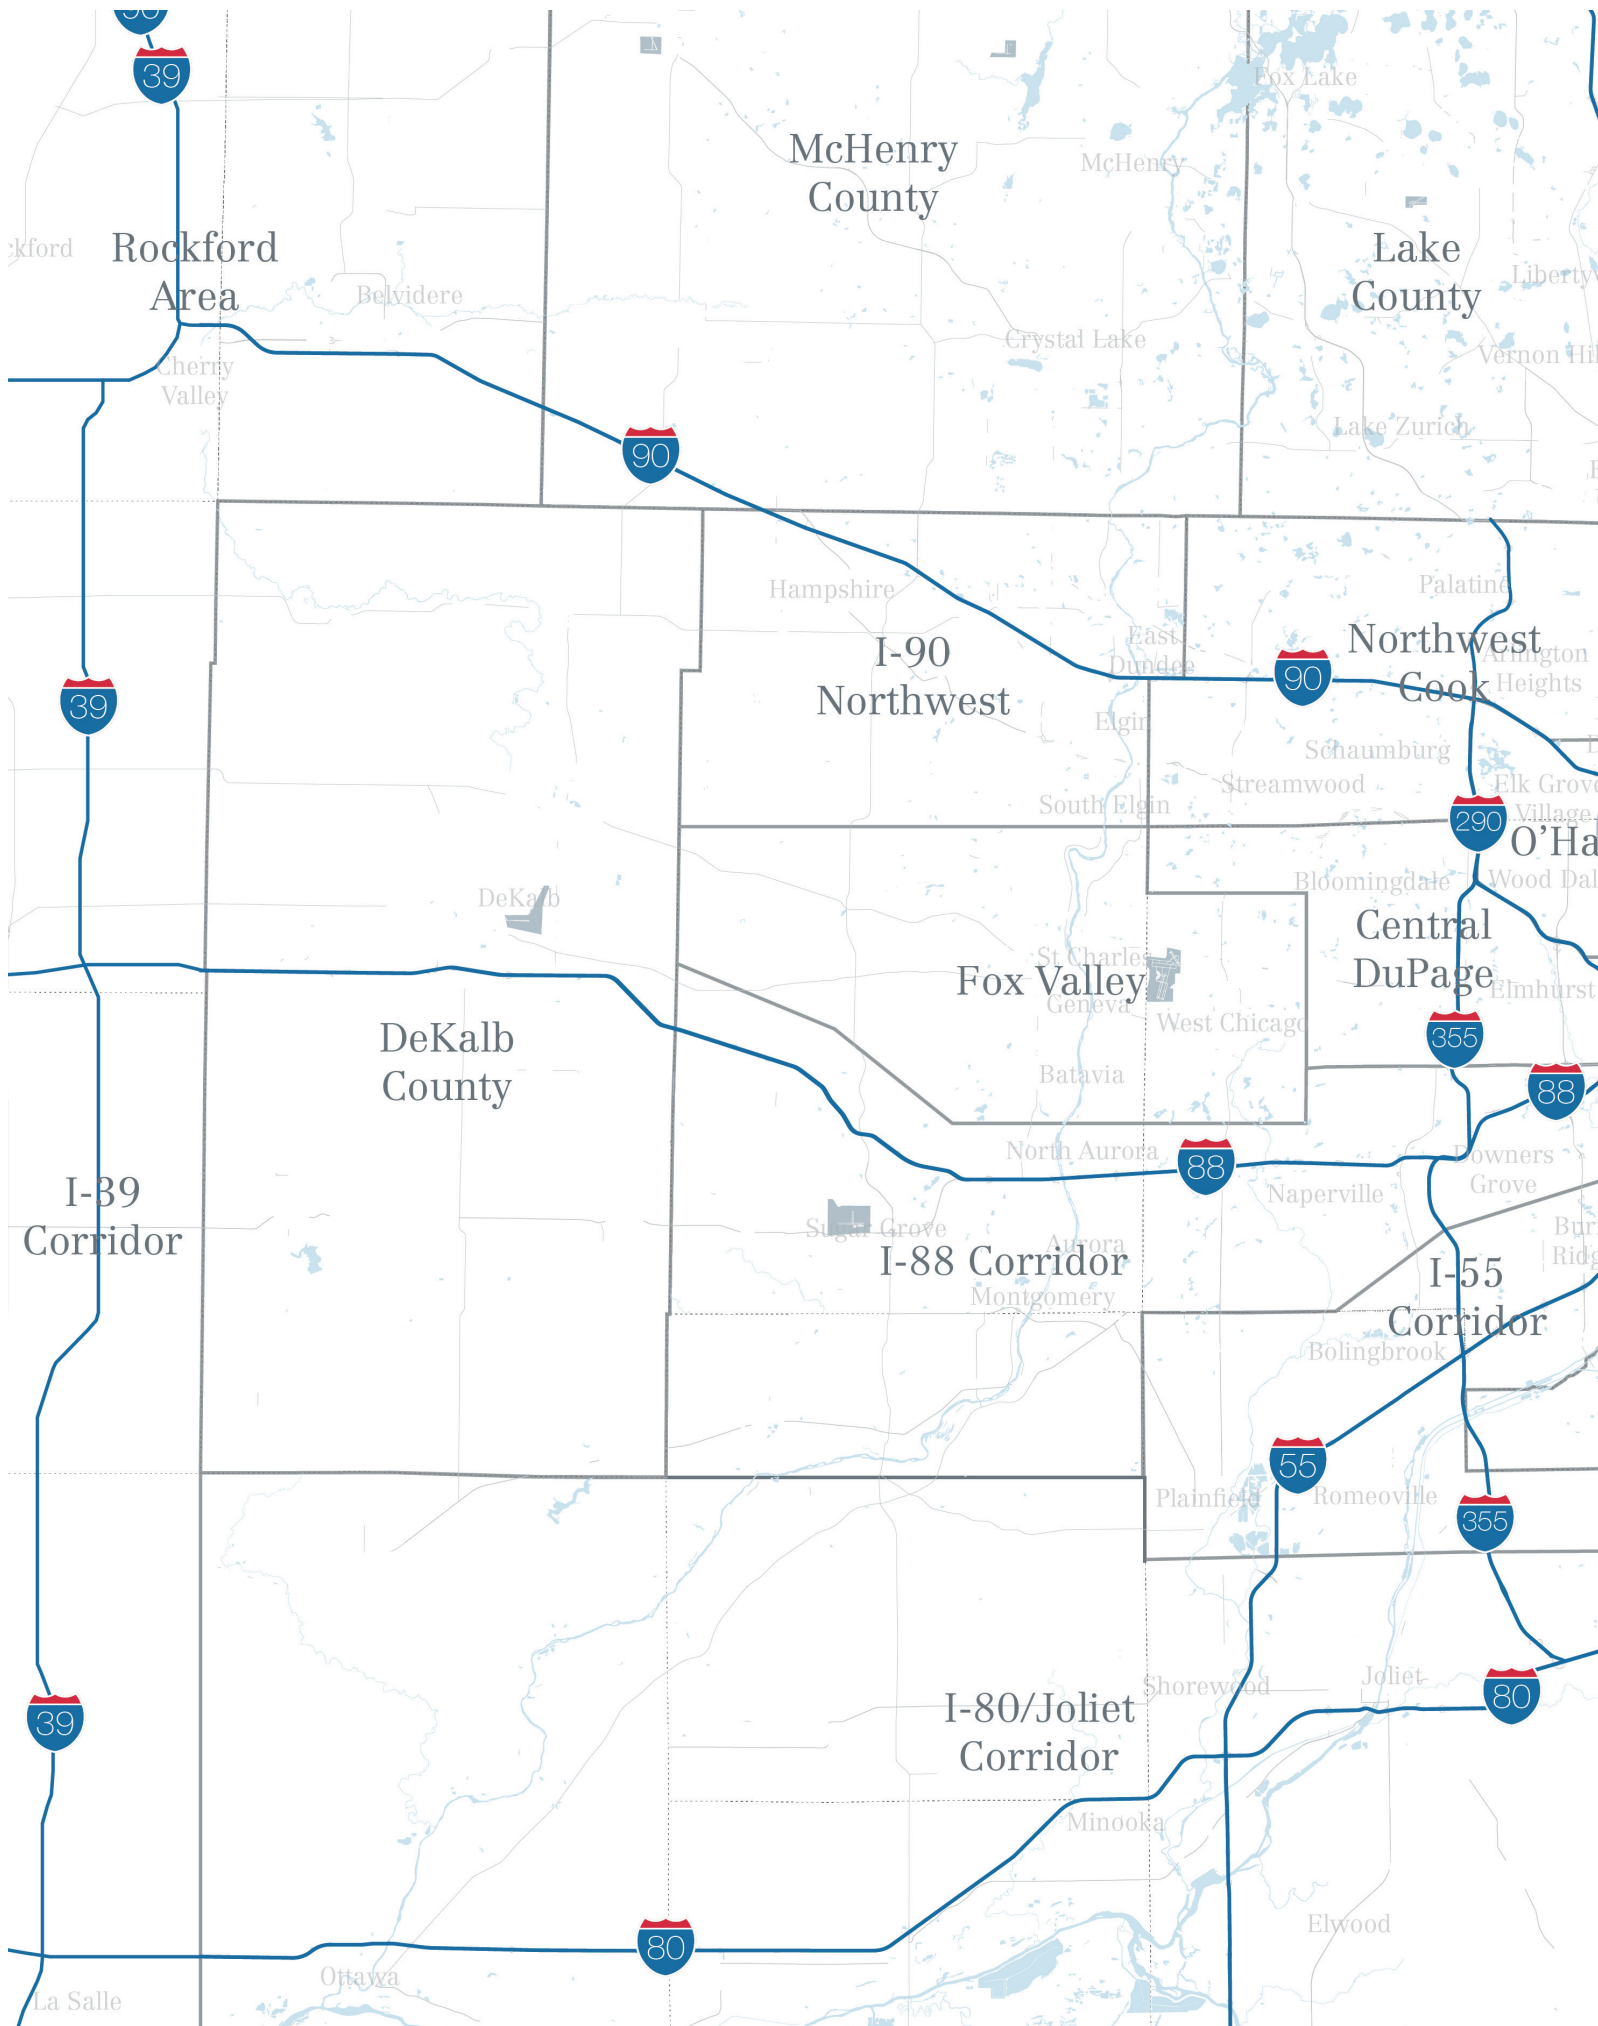 39
Fox Lake
McHenry
County
McHenry
Rockford
Area
Lake
County
Belvidere
Crystal Lake
Cherry
Valley
Lake Zurich
90
Palatine
Hampshire
East
Dundee
I-90
Northwest
Northwest
Cook
Arlington
Heights
90
39
Elgin
Schaumburg
Streamwood
South Elgin
Elk Grove
Village
290
O'Ha
Bloomingdale
Wood Dal
DeKalb
Central
DuPage
St Charles
Fox Valley
Geneva
Elmhurst
West Chicago
DeKalb
County
355
Batavia
88
North Aurora
88
Downers
Grove
I-39
Corridor
Naperville
Sugar Grove
Aurora
I-88 Corridor
Montgomery
I-55
Corridor
Bolingbrook
55
Plainfield
Romeoville
355
Shorewood
Joliet
80
I-80/Joliet
Corridor
39
Minooka
Elwood
80
Ottawa
La Salle